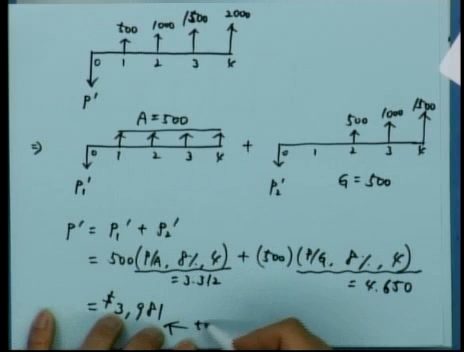 500 1000 1500 2000
0 1 2 3 4
P'
⇒ A=500 + 500 1000 1500
0 1 2 3 4 0 1 2 3 4
P₁' P₂' G=500
P' = P₁' + P₂'
= 500(P/A, 8%, 4) + (500)(P/G, 8%, 4)
=3.312 =4.650
= $3,981
←